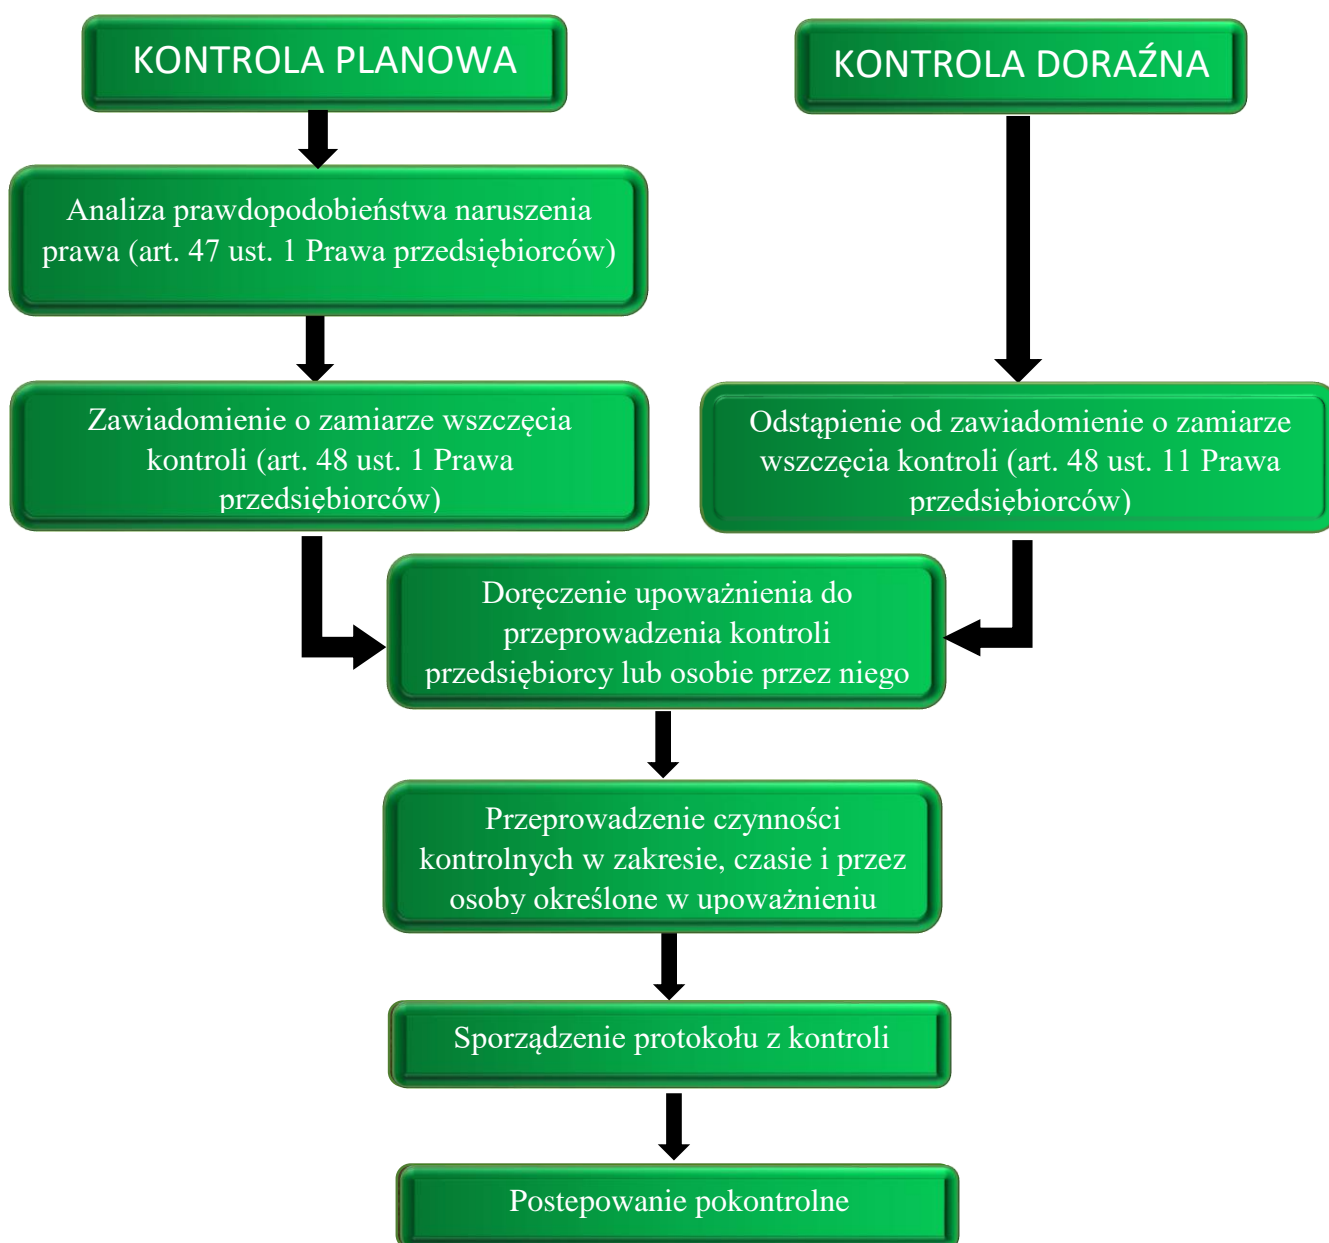 KONTROLA PLANOWA
KONTROLA DORAŹNA
Analiza prawdopodobieństwa naruszenia
prawa (art. 47 ust. 1 Prawa przedsiębiorców)
Zawiadomienie o zamiarze wszczęcia
kontroli (art. 48 ust. 1 Prawa
przedsiębiorców)
Odstąpienie od zawiadomienie o zamiarze
wszczęcia kontroli (art. 48 ust. 11 Prawa
przedsiębiorców)
Doręczenie upoważnienia do
przeprowadzenia kontroli
przedsiębiorcy lub osobie przez niego
Przeprowadzenie czynności
kontrolnych w zakresie, czasie i przez
osoby określone w upoważnieniu
Sporządzenie protokołu z kontroli
Postepowanie pokontrolne